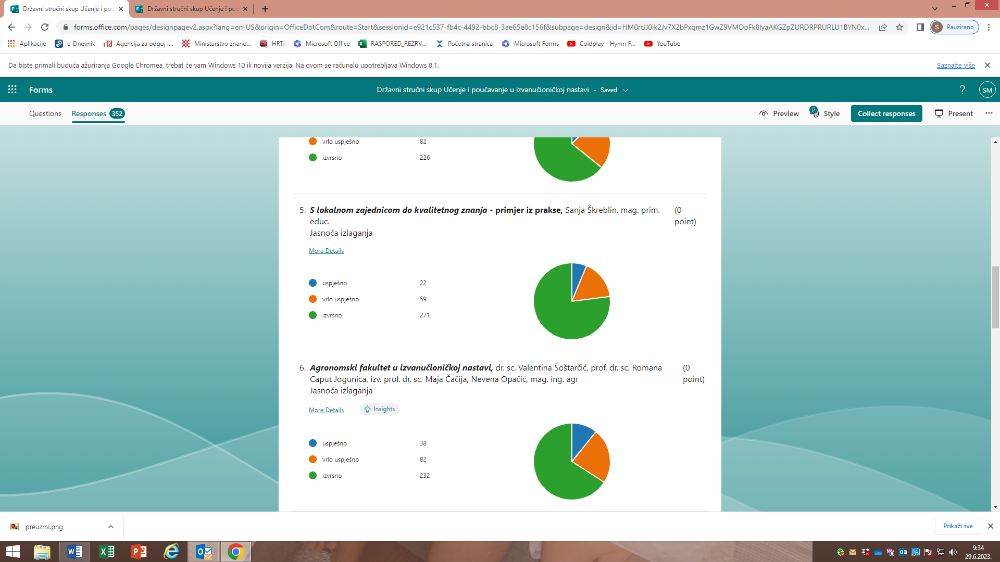 Državni stručni skup Učenje i pou
Državni stručni skup Učenje i pou
forms.office.com/pages/designpagev2.aspx?lang=en-US&origin=OfficeDotCom&route=Start&sessionid=e921c537-fb4c-4492-bbc8-3ae65e8c156f&subpage=design&id=HM0rtJJ0ik2Jv7X2bPxqmz1GwZ9VMOpFk8IyaAKGZpZURDRPRURLU1BYN0x...
S Pauzirano
Aplikacije e-Dnevnik Agencija za odgoj i... Ministarstvo znano... HRTi Microsoft Office RASPORED_REZRV... Početna stranica Microsoft Forms Coldplay - Hymn F... YouTube
Da biste primali buduća ažuriranja Google Chromea, trebat će vam Windows 10 ili novija verzija. Na ovom se računalu upotrebljava Windows 8.1. Saznajte više
Forms Državni stručni skup Učenje i poučavanje u izvanučioničkoj nastavi - Saved ? SM
Questions Responses 352 Preview Style Collect responses Present
vrlo uspješno 82
izvrsno 226
5. S lokalnom zajednicom do kvalitetnog znanja - primjer iz prakse, Sanja Škreblin, mag. prim. (0
educ. point)
Jasnoća izlaganja
More Details
uspješno 22
vrlo uspješno 59
izvrsno 271
6. Agronomski fakultet u izvanučioničkoj nastavi, dr. sc. Valentina Šoštarčić, prof. dr. sc. Romana (0
Caput Jogunica, izv. prof. dr. sc. Maja Čačija, Nevena Opačić, mag. ing. agr point)
Jasnoća izlaganja
More Details Insights
uspješno 38
vrlo uspješno 82
izvrsno 232
preuzmi.png Prikaži sve
9:34
29.6.2023.